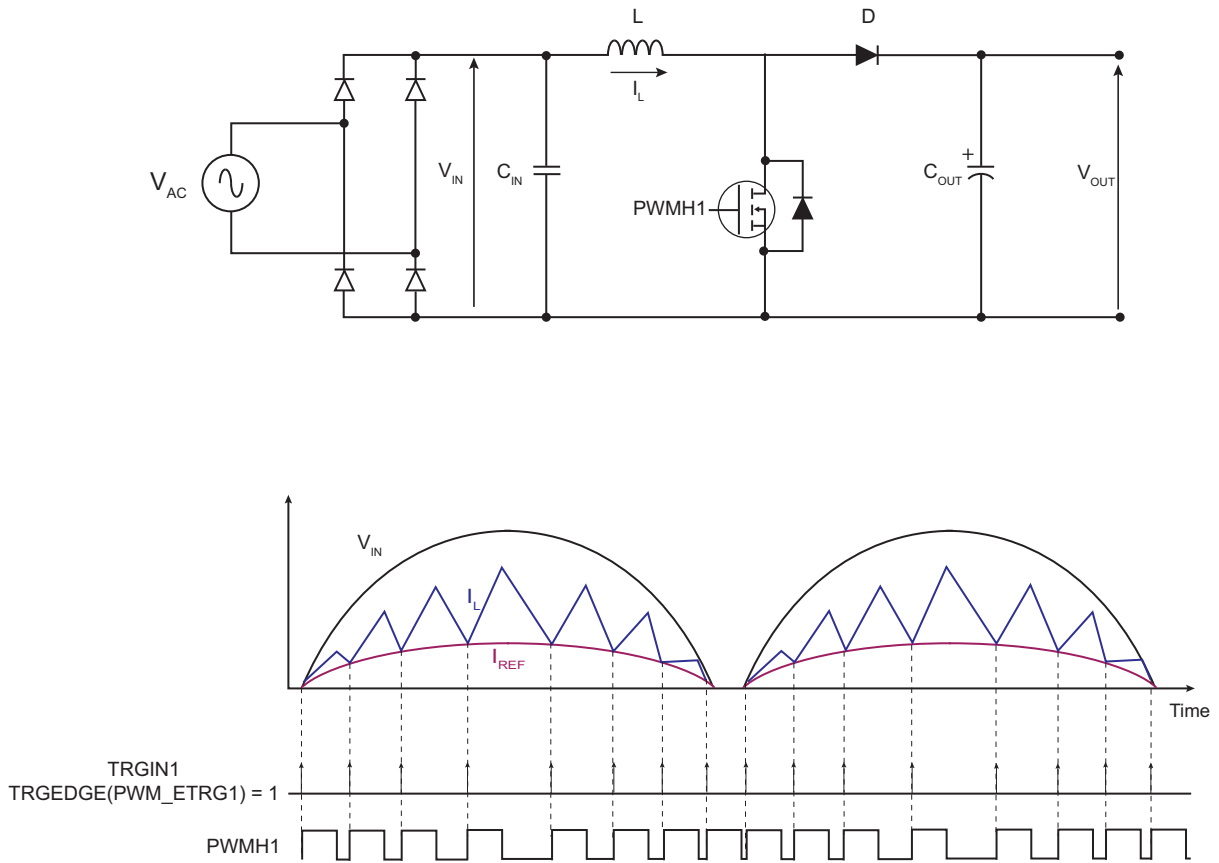 L
D
I_L
V_AC
V_IN
C_IN
PWMH1
C_OUT
+
V_OUT
V_IN
I_L
I_REF
Time
TRGIN1
TRGEDGE(PWM_ETRG1) = 1
PWMH1